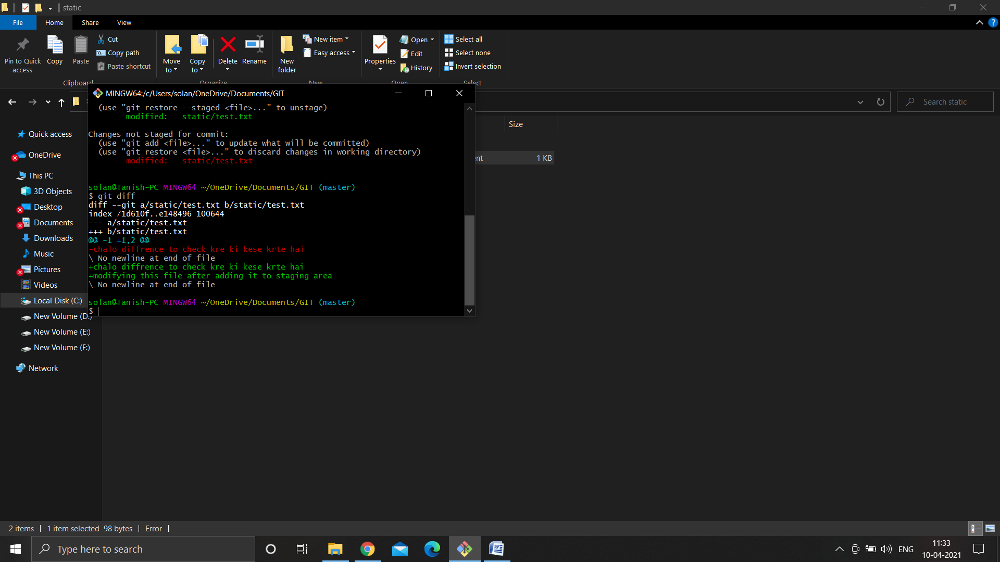 static
File
Home
Share
View
Pin to Quick
access
Copy
Paste
Cut
Copy path
Paste shortcut
Clipboard
Move
to
Copy
to
Delete
Rename
Organize
New
folder
New item
Easy access
New
Properties
Open
Edit
History
Open
Select all
Select none
Invert selection
Select
Search static
Size
1 KB
Quick access
OneDrive
This PC
3D Objects
Desktop
Documents
Downloads
Music
Pictures
Videos
Local Disk (C:)
New Volume (D:)
New Volume (E:)
New Volume (F:)
Network
MINGW64:/c/Users/solan/OneDrive/Documents/GIT
(use "git restore --staged <file>..." to unstage)
modified:   static/test.txt
Changes not staged for commit:
(use "git add <file>..." to update what will be committed)
(use "git restore <file>..." to discard changes in working directory)
modified:   static/test.txt
solan@Tanish-PC MINGW64 ~/OneDrive/Documents/GIT (master)
$ git diff
diff --git a/static/test.txt b/static/test.txt
index 71d610f..e148496 100644
--- a/static/test.txt
+++ b/static/test.txt
@@ -1 +1,2 @@
-chalo diffrence to check kre ki kese krte hai
\ No newline at end of file
+chalo diffrence to check kre ki kese krte hai
+modifying this file after adding it to staging area
\ No newline at end of file
solan@Tanish-PC MINGW64 ~/OneDrive/Documents/GIT (master)
$
2 items
1 item selected  98 bytes
Error
Type here to search
ENG
11:33
10-04-2021